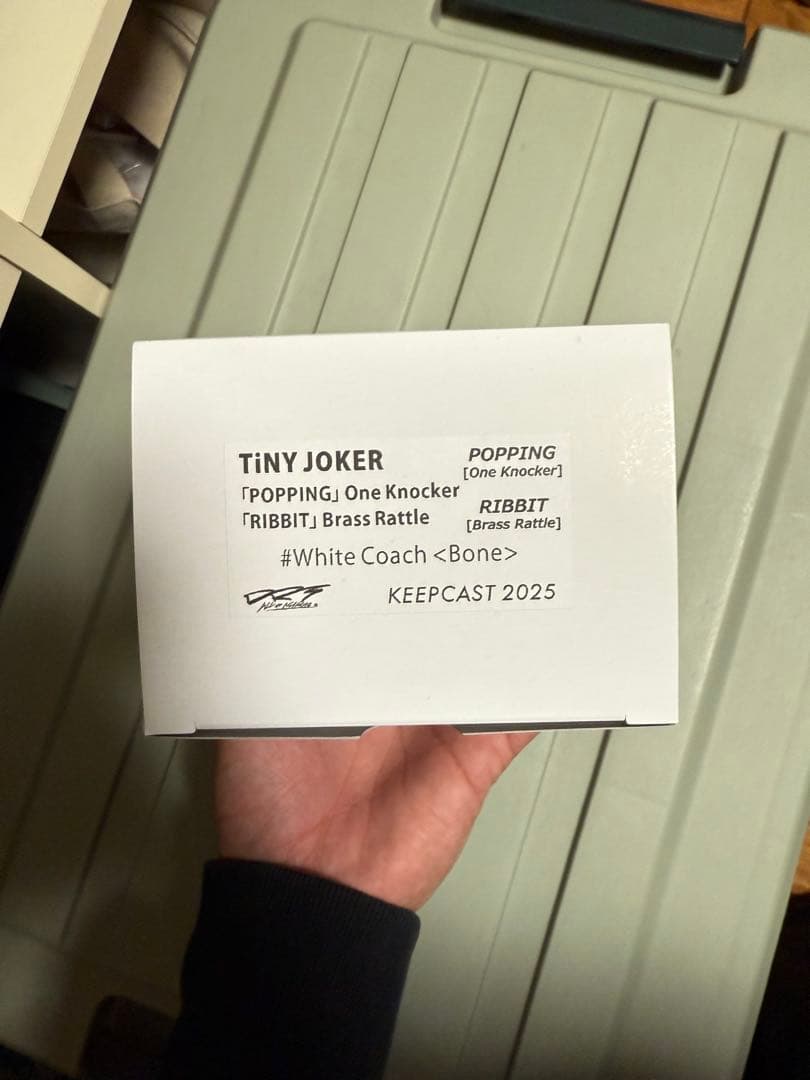 TiNY JOKER
「POPPING」 One Knocker
「RIBBIT」 Brass Rattle
POPPING
[One Knocker]
RIBBIT
[Brass Rattle]
#White Coach <Bone>
DRT
KEEPCAST 2025